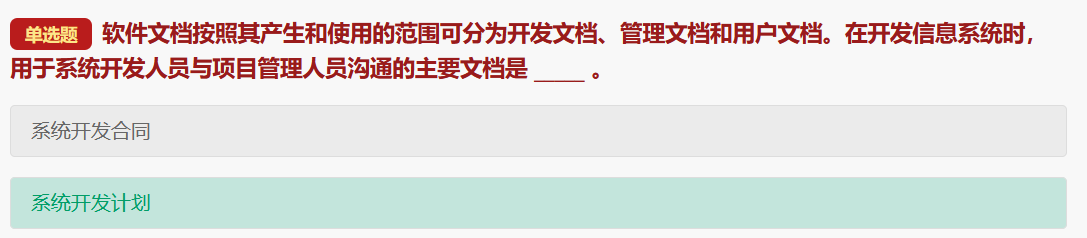 单选题 软件文档按照其产生和使用的范围可分为开发文档、管理文档和用户文档。在开发信息系统时，
用于系统开发人员与项目管理人员沟通的主要文档是 _____ 。
系统开发合同
系统开发计划